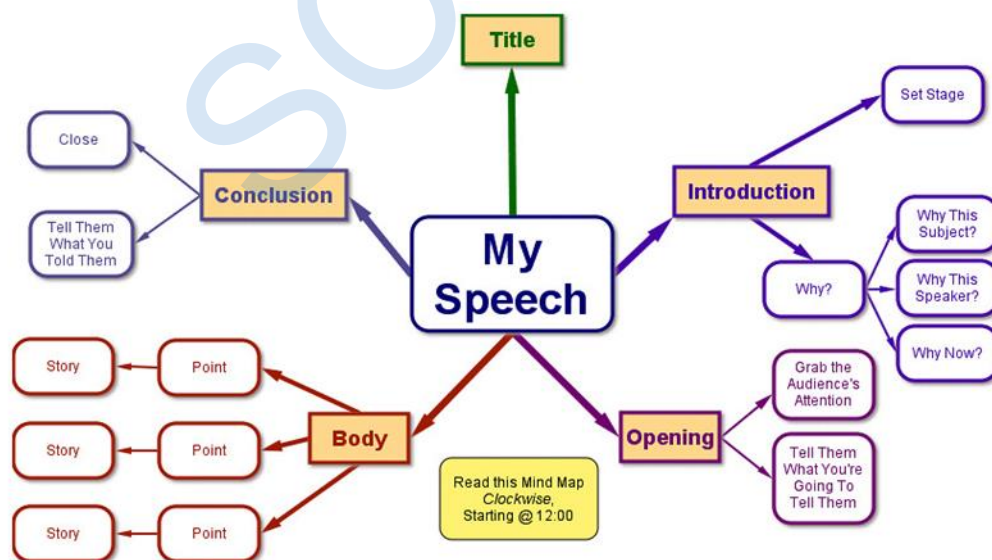 Title
Set Stage
Introduction
Why This
Subject?
Why?
Why This
Speaker?
Why Now?
My
Speech
Grab the
Audience's
Attention
Opening
Tell Them
What You're
Going To
Tell Them
Read this Mind Map
Clockwise,
Starting @ 12:00
Body
Point
Story
Point
Story
Point
Story
Conclusion
Close
Tell Them
What You
Told Them
SO